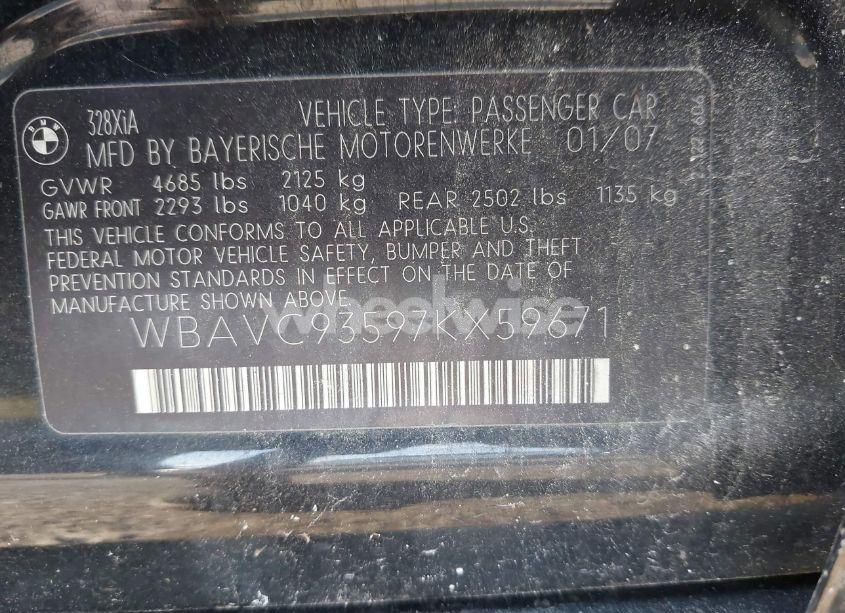 BMW
328XiA
VEHICLE TYPE: PASSENGER CAR
MFD BY BAYERISCHE MOTORENWERKE 01/07
GVWR 4685 lbs 2125 kg
GAWR FRONT 2293 lbs 1040 kg REAR 2502 lbs 1135 kg
THIS VEHICLE CONFORMS TO ALL APPLICABLE U.S.
FEDERAL MOTOR VEHICLE SAFETY, BUMPER AND THEFT
PREVENTION STANDARDS IN EFFECT ON THE DATE OF
MANUFACTURE SHOWN ABOVE.
wheelwise
WBAVC93597KX59671